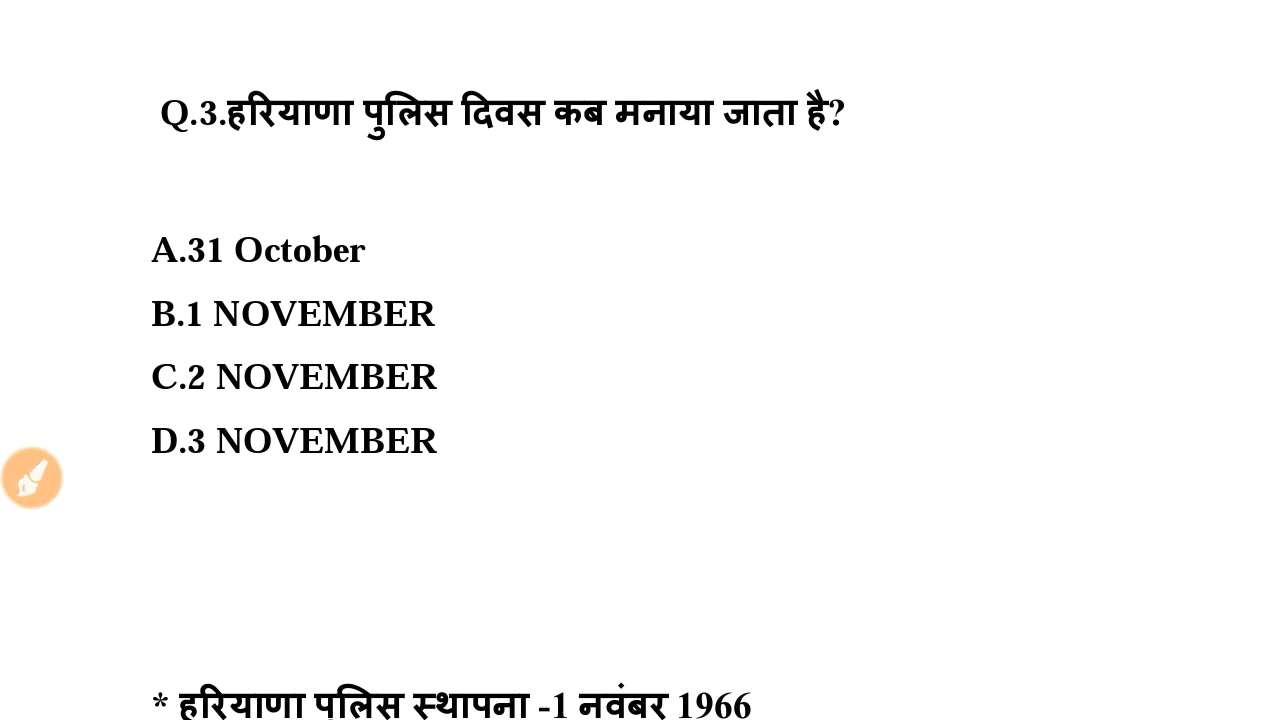 Q.3.हरियाणा पुलिस दिवस कब मनाया जाता है?
A.31 October
B.1 NOVEMBER
C.2 NOVEMBER
D.3 NOVEMBER
* हरियाणा पुलिस स्थापना -1 नवंबर 1966